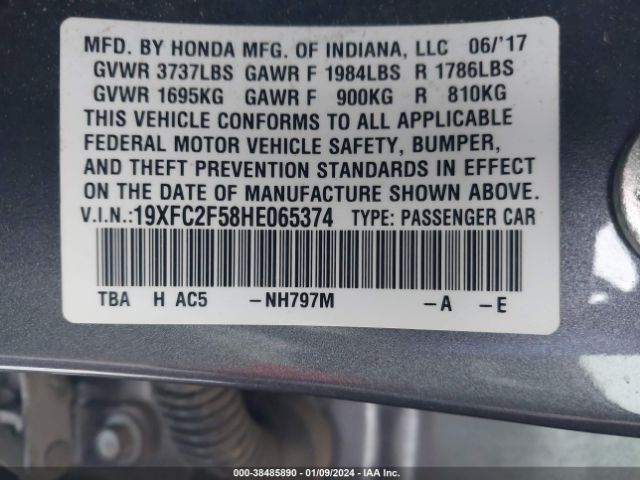 MFD. BY HONDA MFG. OF INDIANA, LLC 06/'17
GVWR 3737LBS GAWR F 1984LBS R 1786LBS
GVWR 1695KG GAWR F 900KG R 810KG
THIS VEHICLE CONFORMS TO ALL APPLICABLE
FEDERAL MOTOR VEHICLE SAFETY, BUMPER,
AND THEFT PREVENTION STANDARDS IN EFFECT
ON THE DATE OF MANUFACTURE SHOWN ABOVE.
V.I.N.:19XFC2F58HE065374 TYPE: PASSENGER CAR
TBA H AC5 –NH797M –A –E
000-38485890 - 01/09/2024 - IAA Inc.